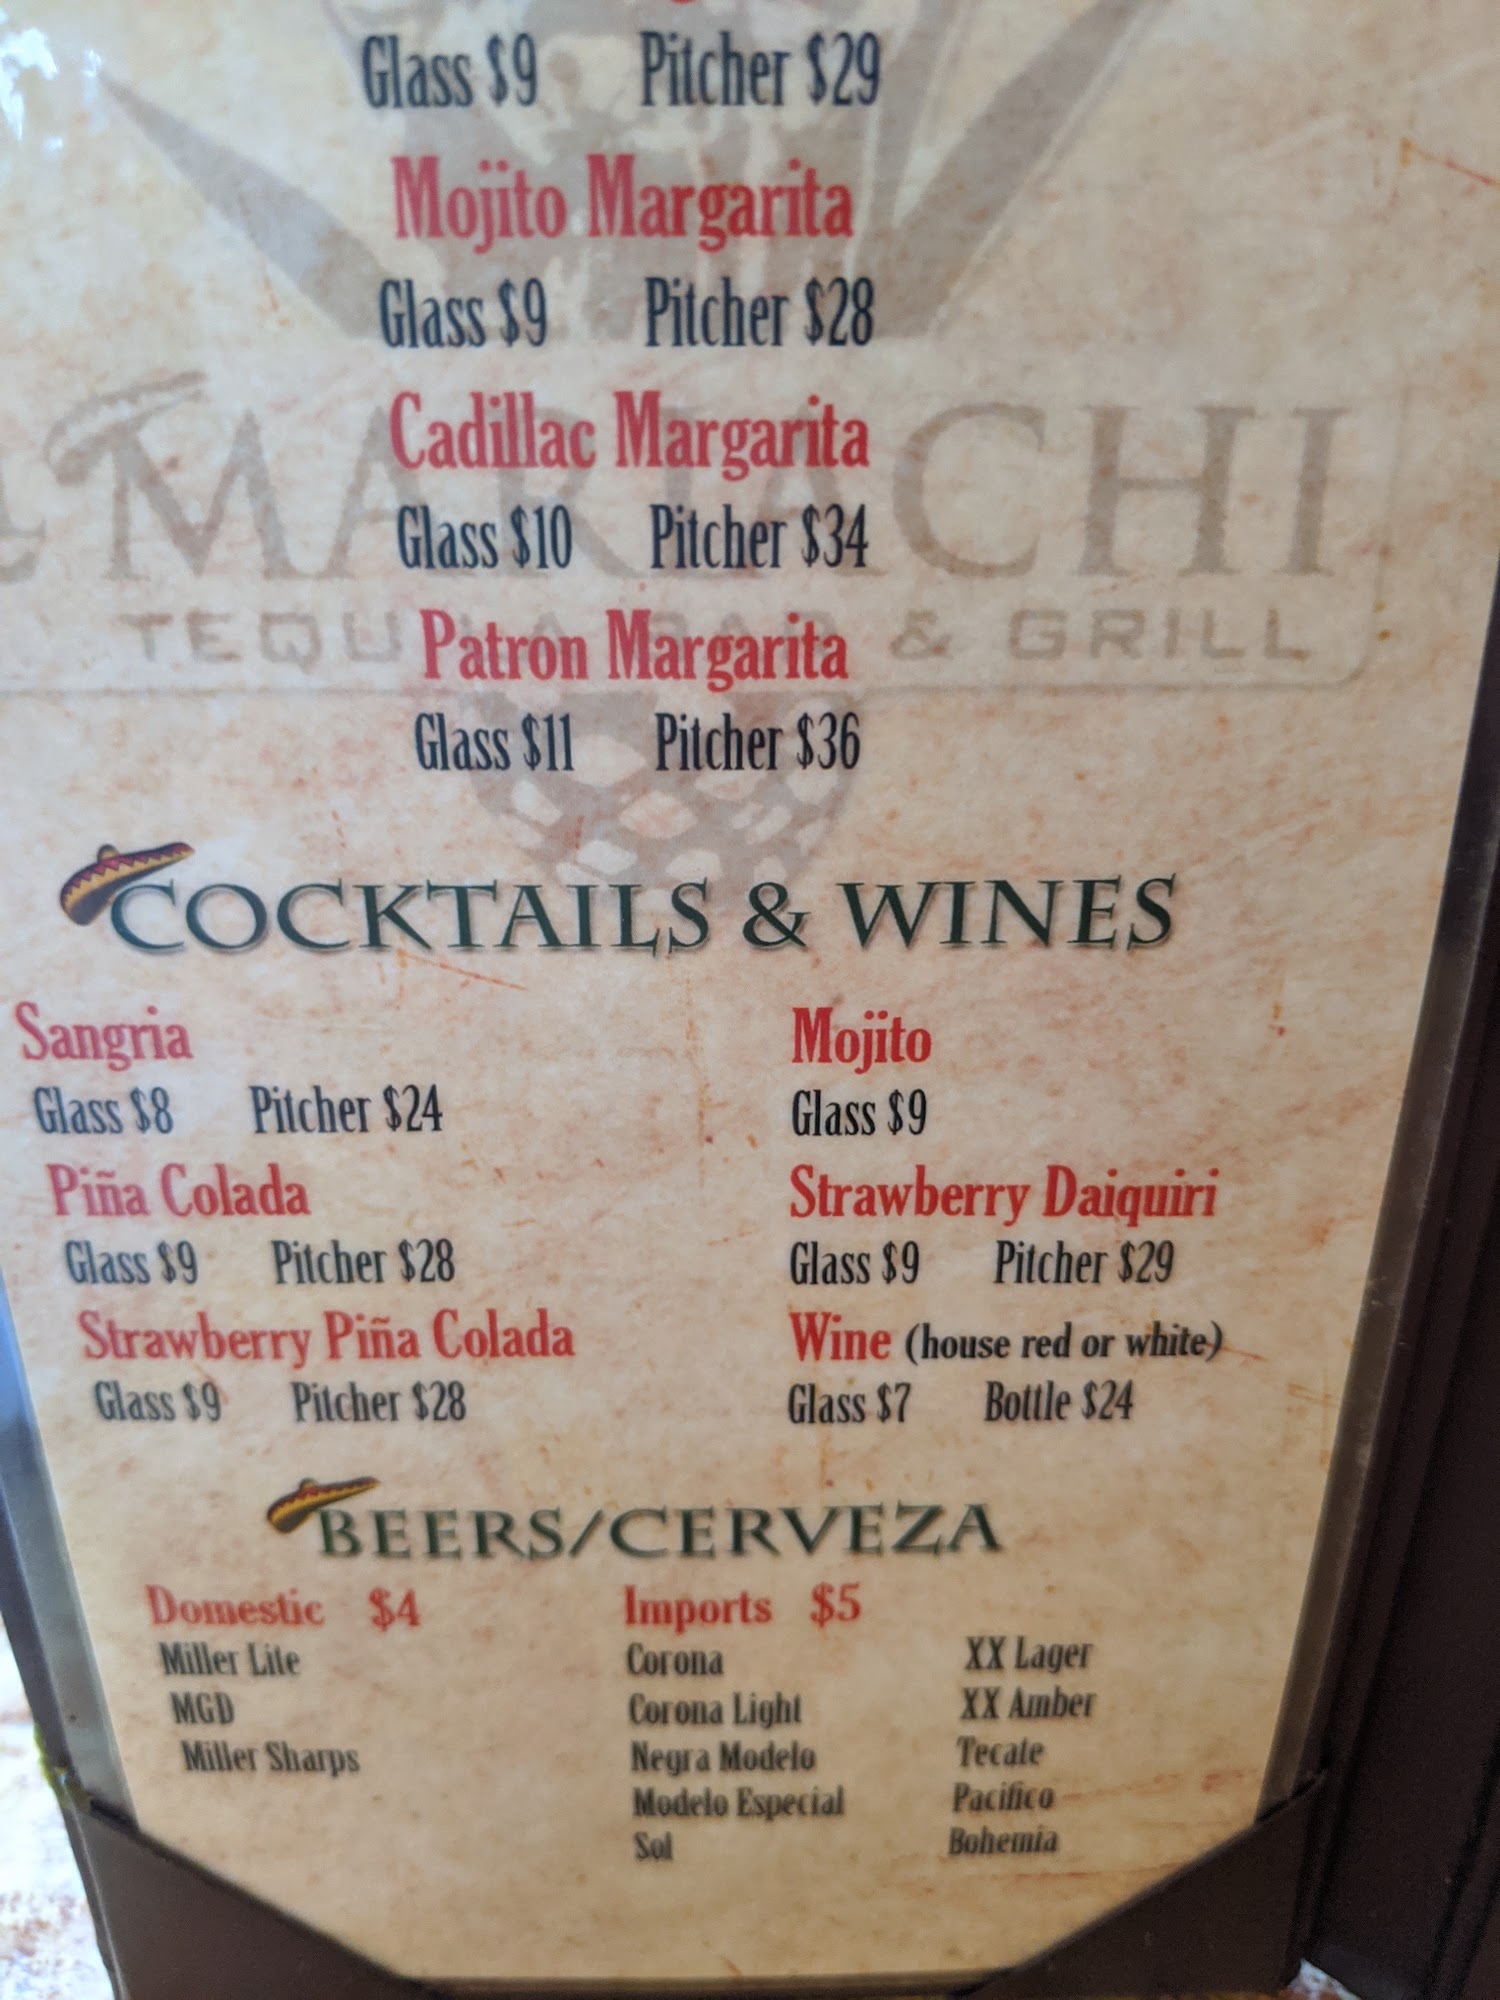 Glass $9 Pitcher $29
Mojito Margarita
Glass $9 Pitcher $28
Cadillac Margarita
Glass $10 Pitcher $34
MARIACHI
TEQUILA BAR & GRILL
Patron Margarita
Glass $11 Pitcher $36
COCKTAILS & WINES
Sangria
Glass $8 Pitcher $24
Piña Colada
Glass $9 Pitcher $28
Strawberry Piña Colada
Glass $9 Pitcher $28
Mojito
Glass $9
Strawberry Daiquiri
Glass $9 Pitcher $29
Wine (house red or white)
Glass $7 Bottle $24
BEERS/CERVEZA
Domestic $4
Miller Lite
MGD
Miller Sharps
Imports $5
Corona
Corona Light
Negra Modelo
Modelo Especial
Sol
XX Lager
XX Amber
Tecate
Pacifico
Bohemia